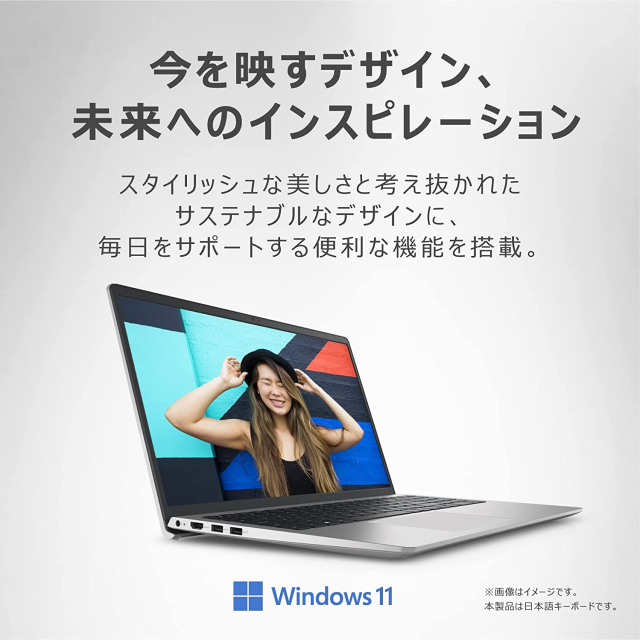 今を映すデザイン、
未来へのインスピレーション
スタイリッシュな美しさと考え抜かれた
サステナブルなデザインに、
毎日をサポートする便利な機能を搭載。
Windows 11
※画像はイメージです。
本製品は日本語キーボードです。